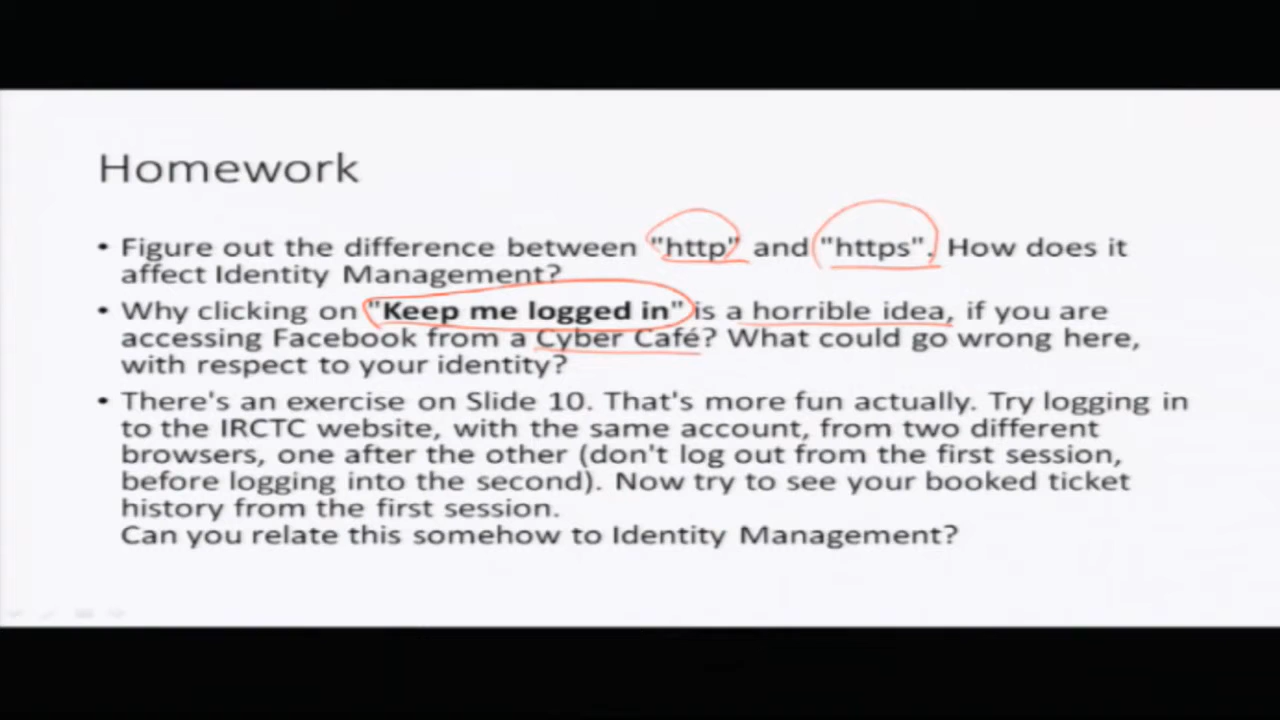 Homework
• Figure out the difference between "http" and "https". How does it
affect Identity Management?
• Why clicking on "Keep me logged in" is a horrible idea, if you are
accessing Facebook from a Cyber Café? What could go wrong here,
with respect to your identity?
• There's an exercise on Slide 10. That's more fun actually. Try logging in
to the IRCTC website, with the same account, from two different
browsers, one after the other (don't log out from the first session,
before logging into the second). Now try to see your booked ticket
history from the first session.
Can you relate this somehow to Identity Management?